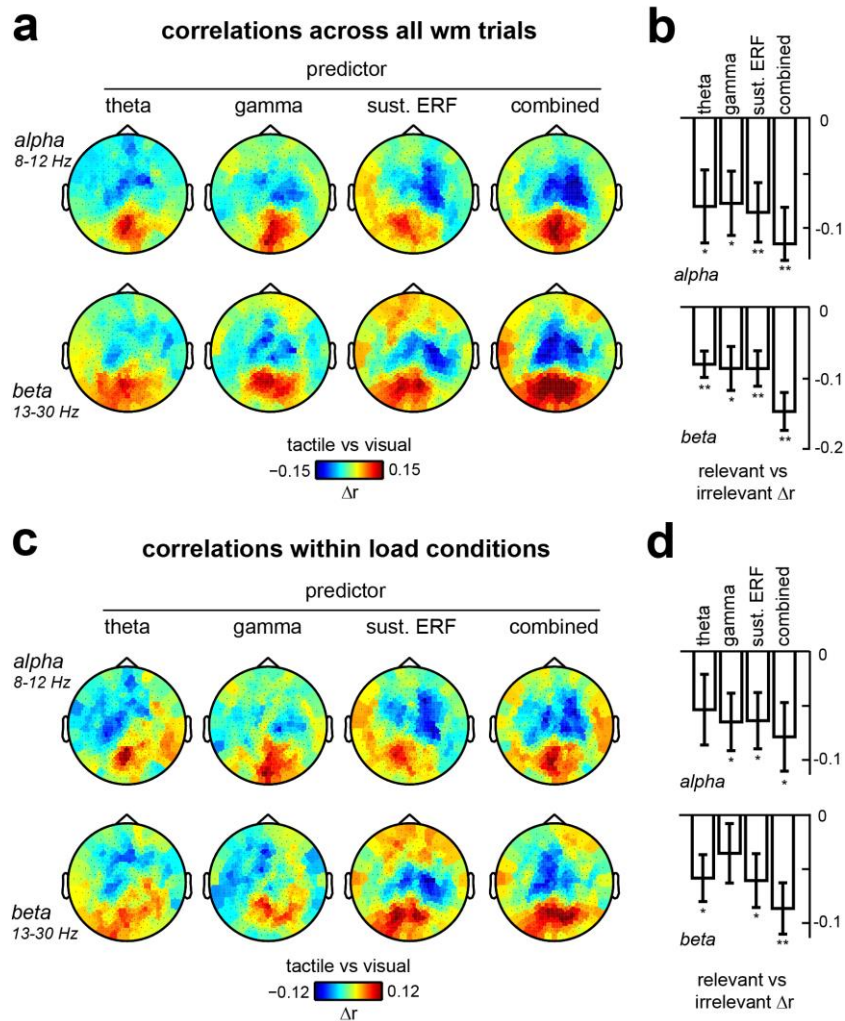 a
correlations across all wm trials
predictor
theta gamma sust. ERF combined
alpha
8-12 Hz
beta
13-30 Hz
tactile vs visual
−0.15 0.15
Δr
b
theta
gamma
sust. ERF
combined
0
-0.1
* * ** **
alpha
0
-0.1
** * ** **
-0.2
beta
relevant vs
irrelevant Δr
c
correlations within load conditions
predictor
theta gamma sust. ERF combined
alpha
8-12 Hz
beta
13-30 Hz
tactile vs visual
−0.12 0.12
Δr
d
theta
gamma
sust. ERF
combined
0
-0.1
* * *
alpha
0
-0.1
* * **
beta
relevant vs
irrelevant Δr